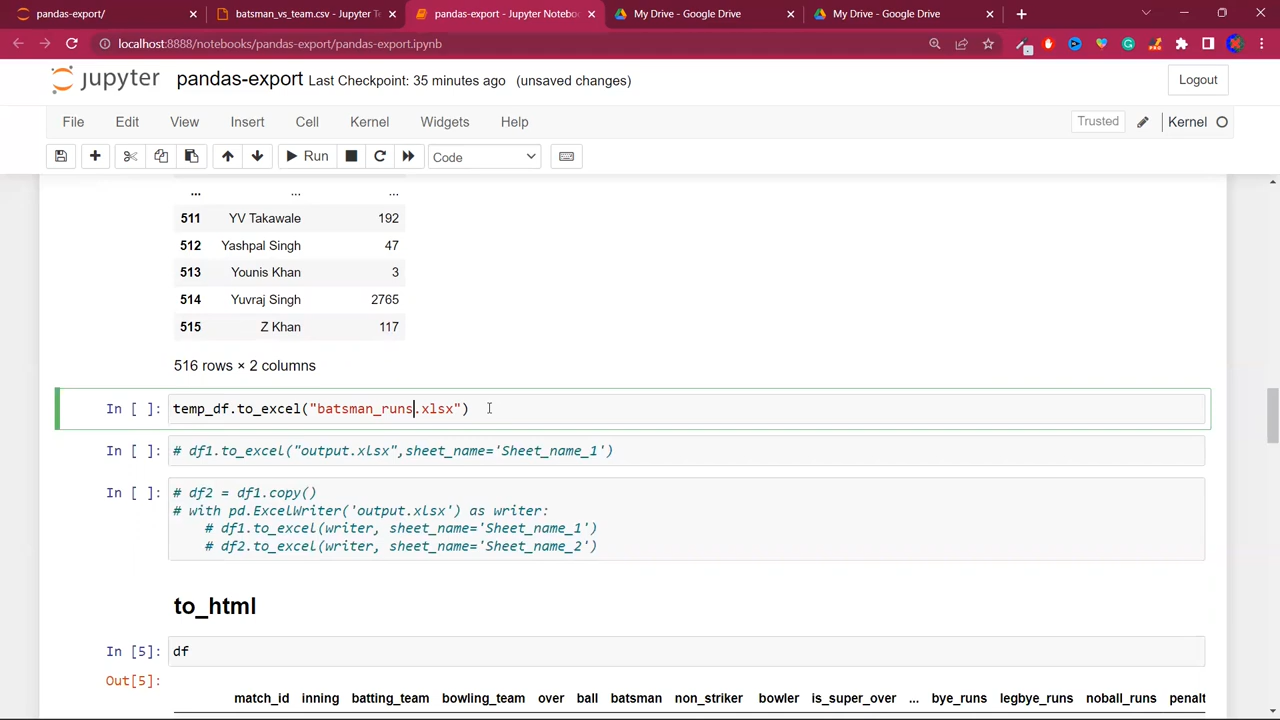 pandas-export/
batsman_vs_team.csv - Jupyter Te
pandas-export - Jupyter Notebo
My Drive - Google Drive
My Drive - Google Drive
localhost:8888/notebooks/pandas-export/pandas-export.ipynb
jupyter pandas-export Last Checkpoint: 35 minutes ago (unsaved changes) Logout
File Edit View Insert Cell Kernel Widgets Help Trusted Kernel
Run Code
... ... ...
511 YV Takawale 192
512 Yashpal Singh 47
513 Younis Khan 3
514 Yuvraj Singh 2765
515 Z Khan 117
516 rows × 2 columns
In [ ]: temp_df.to_excel("batsman_runs.xlsx")
In [ ]: # df1.to_excel("output.xlsx",sheet_name='Sheet_name_1')
In [ ]: # df2 = df1.copy()
# with pd.ExcelWriter('output.xlsx') as writer:
# df1.to_excel(writer, sheet_name='Sheet_name_1')
# df2.to_excel(writer, sheet_name='Sheet_name_2')
to_html
In [5]: df
Out[5]:
match_id inning batting_team bowling_team over ball batsman non_striker bowler is_super_over ... bye_runs legbye_runs noball_runs penalt